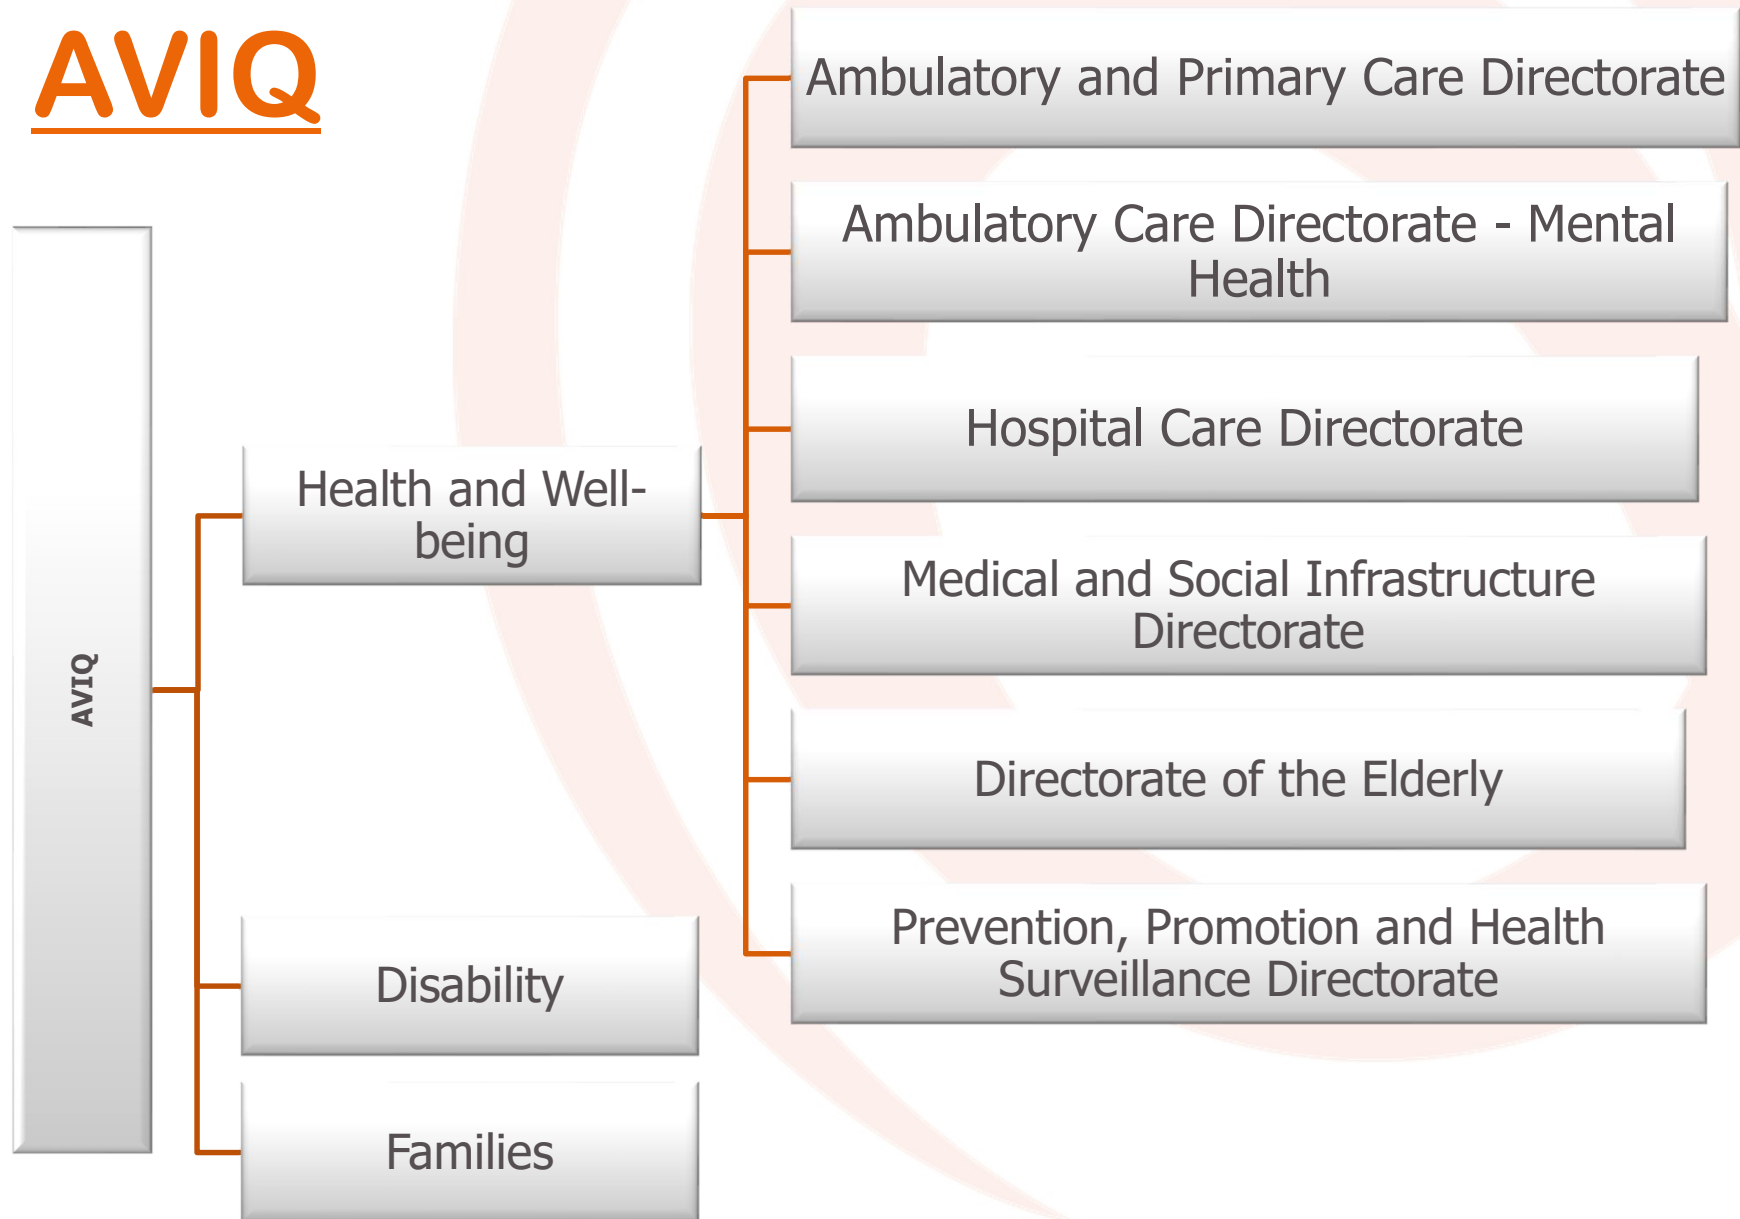 AVIQ
AVIQ
Health and Well-
being
Disability
Families
Ambulatory and Primary Care Directorate
Ambulatory Care Directorate - Mental
Health
Hospital Care Directorate
Medical and Social Infrastructure
Directorate
Directorate of the Elderly
Prevention, Promotion and Health
Surveillance Directorate